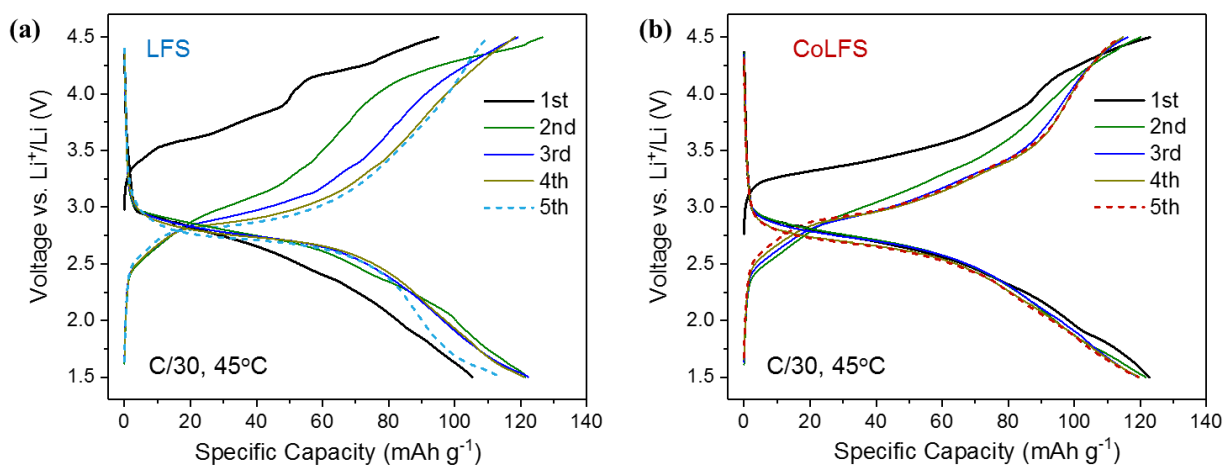 (a)
LFS
4.5
4.0
3.5
3.0
2.5
2.0
1.5
Voltage vs. Li⁺/Li (V)
1st
2nd
3rd
4th
5th
C/30, 45°C
0 20 40 60 80 100 120 140
Specific Capacity (mAh g⁻¹)
(b)
CoLFS
4.5
4.0
3.5
3.0
2.5
2.0
1.5
Voltage vs. Li⁺/Li (V)
1st
2nd
3rd
4th
5th
C/30, 45°C
0 20 40 60 80 100 120 140
Specific Capacity (mAh g⁻¹)